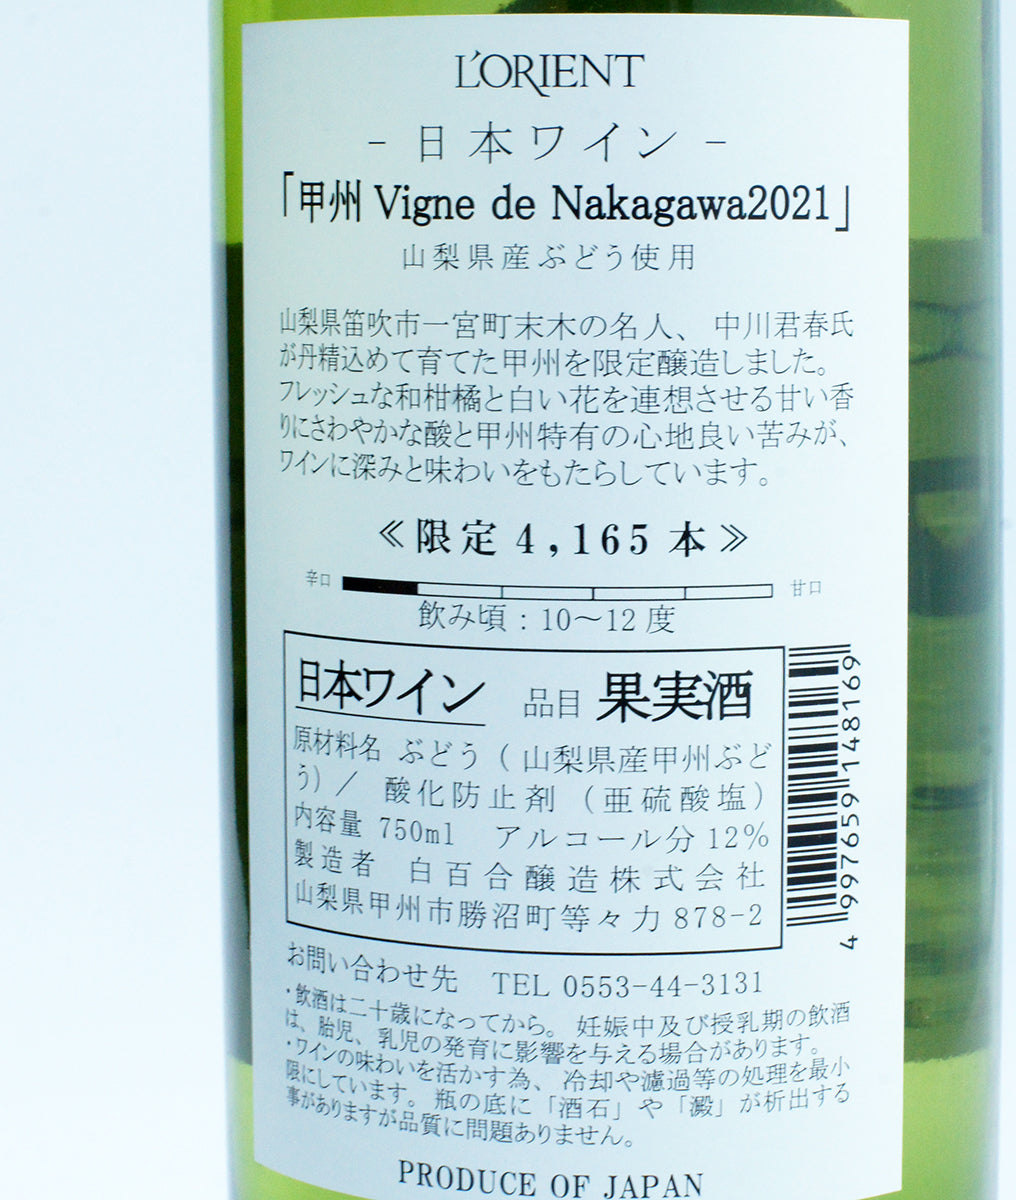 L'ORIENT
- 日本ワイン -
「甲州 Vigne de Nakagawa2021」
山梨県産ぶどう使用
山梨県笛吹市一宮町末木の名人、中川君春氏
が丹精込めて育てた甲州を限定醸造しました。
フレッシュな和柑橘と白い花を連想させる甘い香
りにさわやかな酸と甲州特有の心地良い苦みが、
ワインに深みと味わいをもたらしています。
≪限定 4,165 本≫
辛口 甘口
飲み頃:10～12 度
日本ワイン 品目 果実酒
原材料名 ぶどう(山梨県産甲州ぶど
う)/ 酸化防止剤(亜硫酸塩)
内容量 750ml アルコール分 12%
製造者 白百合醸造株式会社
山梨県甲州市勝沼町等々力 878-2
4 997659 148169
お問い合わせ先 TEL 0553-44-3131
・飲酒は二十歳になってから。妊娠中及び授乳期の飲酒
は、胎児、乳児の発育に影響を与える場合があります。
・ワインの味わいを活かす為、冷却や濾過等の処理を最小
限にしています。瓶の底に「酒石」や「澱」が析出する
事がありますが品質に問題ありません。
PRODUCE OF JAPAN